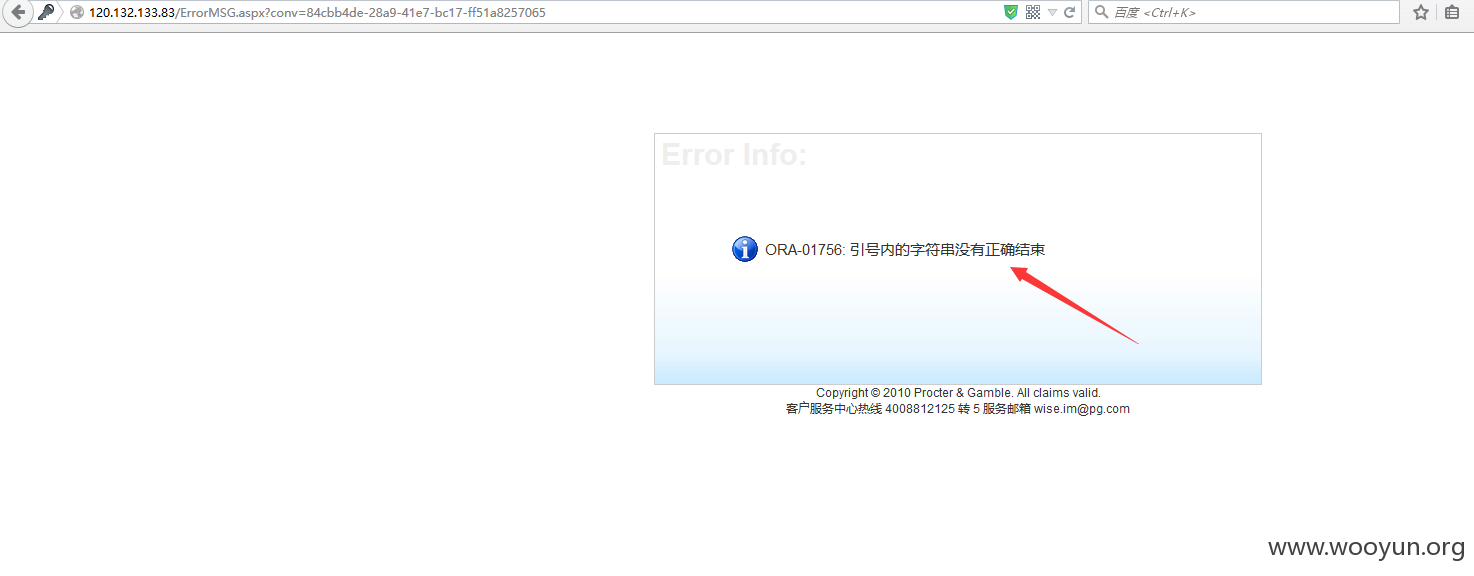 120.132.133.83/ErrorMSG.aspx?conv=84cbb4de-28a9-41e7-bc17-ff51a8257065
百度 <Ctrl+K>
Error Info:
ORA-01756: 引号内的字符串没有正确结束
Copyright © 2010 Procter & Gamble. All claims valid.
客户服务中心热线 4008812125 转 5 服务邮箱 wise.im@pg.com
www.wooyun.org